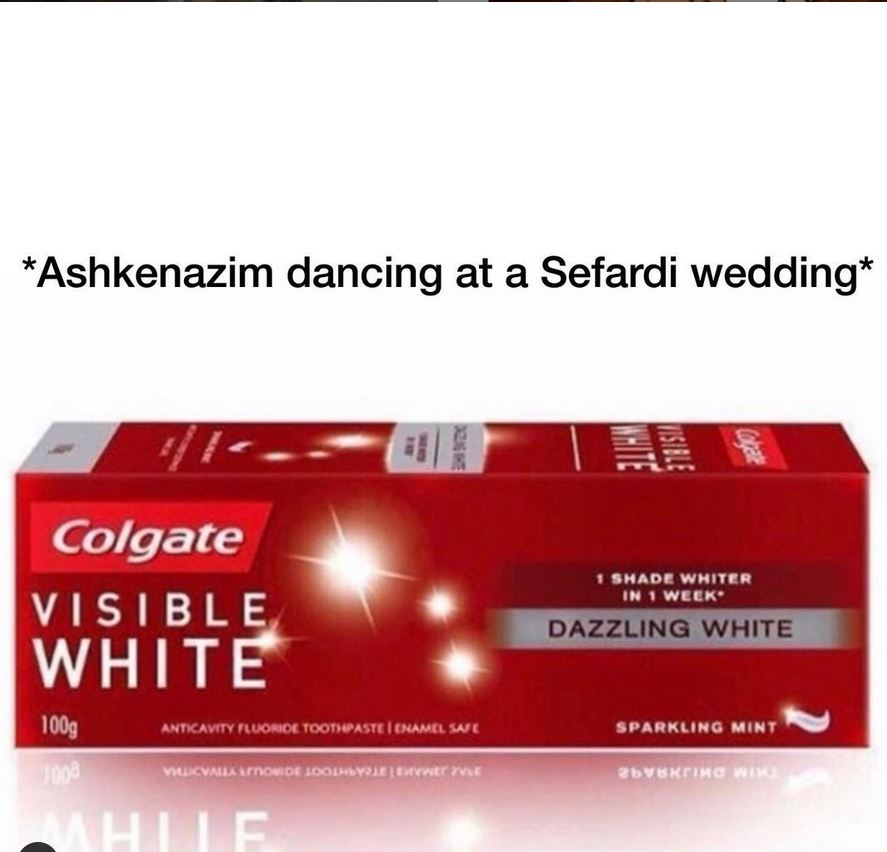 *Ashkenazim dancing at a Sefardi wedding*
VISIBLE
WHITE
Colgate
Colgate
VISIBLE
WHITE
1 SHADE WHITER
IN 1 WEEK*
DAZZLING WHITE
100g
ANTICAVITY FLUORIDE TOOTHPASTE | ENAMEL SAFE
SPARKLING MINT